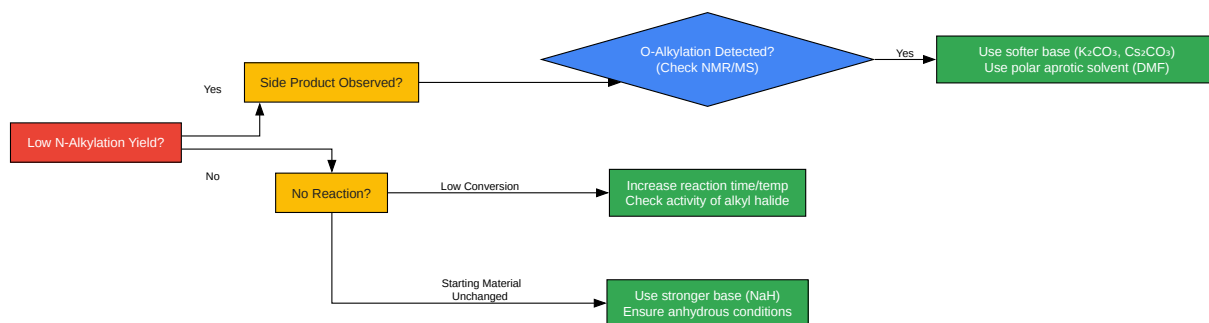 O-Alkylation Detected?
(Check NMR/MS)
Yes
Use softer base (K₂CO₃, Cs₂CO₃)
Use polar aprotic solvent (DMF)
Side Product Observed?
Yes
Low N-Alkylation Yield?
No
No Reaction?
Low Conversion
Increase reaction time/temp
Check activity of alkyl halide
Starting Material
Unchanged
Use stronger base (NaH)
Ensure anhydrous conditions